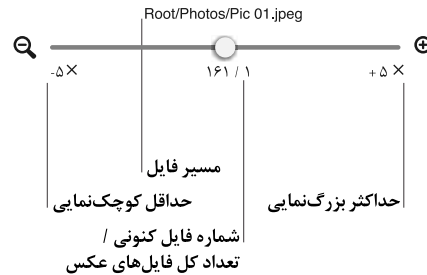 Root/Photos/Pic 01.jpeg
-۵×
۱۶۱ / ۱
+۵ ×
مسیر فایل
حداقل کوچک‌نمایی
حداکثر بزرگ‌نمایی
شماره فایل کنونی /
تعداد کل فایل‌های عکس